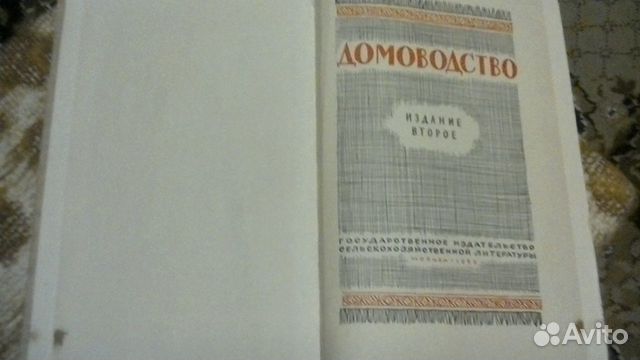 ДОМОВОДСТВО
ИЗДАНИЕ
ВТОРОЕ
ГОСУДАРСТВЕННОЕ ИЗДАТЕЛЬСТВО
СЕЛЬСКОХОЗЯЙСТВЕННОЙ ЛИТЕРАТУРЫ
Avito